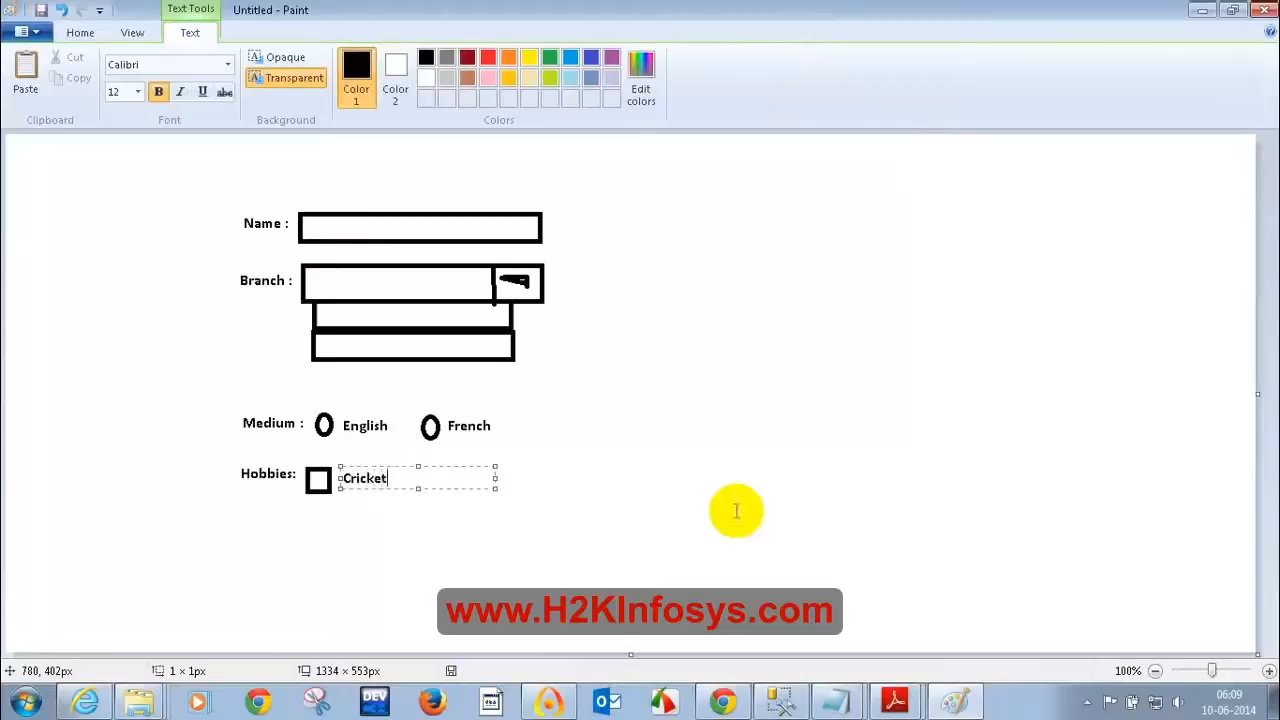 Text Tools
Untitled - Paint
Home
View
Text
Paste
Cut
Copy
Clipboard
Calibri
12
B
I
U
abc
Font
Opaque
Transparent
Background
Color 1
Color 2
Edit colors
Colors
Name :
Branch :
Medium :
English
French
Hobbies:
Cricket
www.H2KInfosys.com
780, 402px
1 × 1px
1334 × 553px
100%
DEV
06:09
10-06-2014